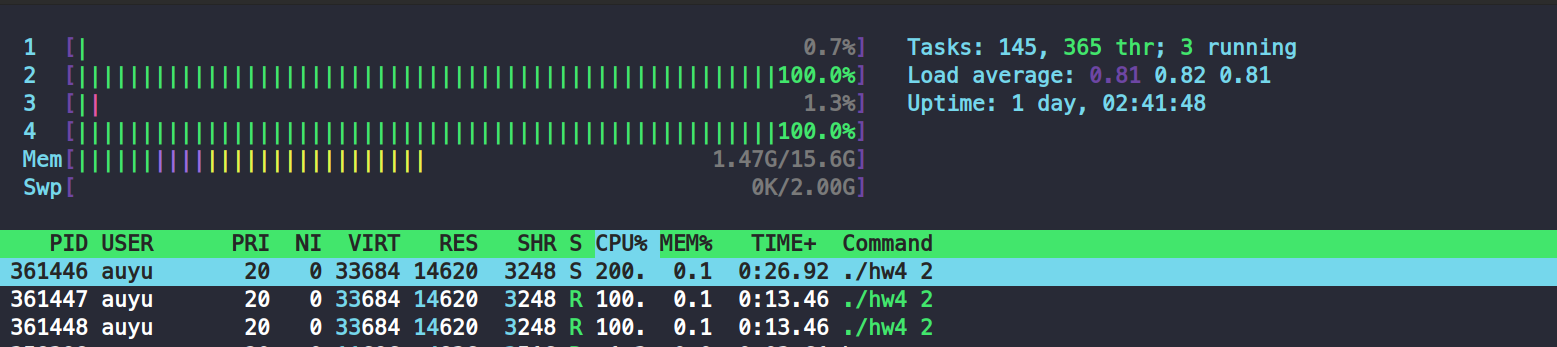 1 [| 0.7%] Tasks: 145, 365 thr; 3 running
2 [||||||||||||||||||||||||||||||||||||||||||||||||||||||100.0%] Load average: 0.81 0.82 0.81
3 [|| 1.3%] Uptime: 1 day, 02:41:48
4 [||||||||||||||||||||||||||||||||||||||||||||||||||||||100.0%]
Mem[||||||||||||||||||||||||||| 1.47G/15.6G]
Swp[ 0K/2.00G]
PID USER PRI NI VIRT RES SHR S CPU% MEM% TIME+ Command
361446 auyu 20 0 33684 14620 3248 S 200. 0.1 0:26.92 ./hw4 2
361447 auyu 20 0 33684 14620 3248 R 100. 0.1 0:13.46 ./hw4 2
361448 auyu 20 0 33684 14620 3248 R 100. 0.1 0:13.46 ./hw4 2